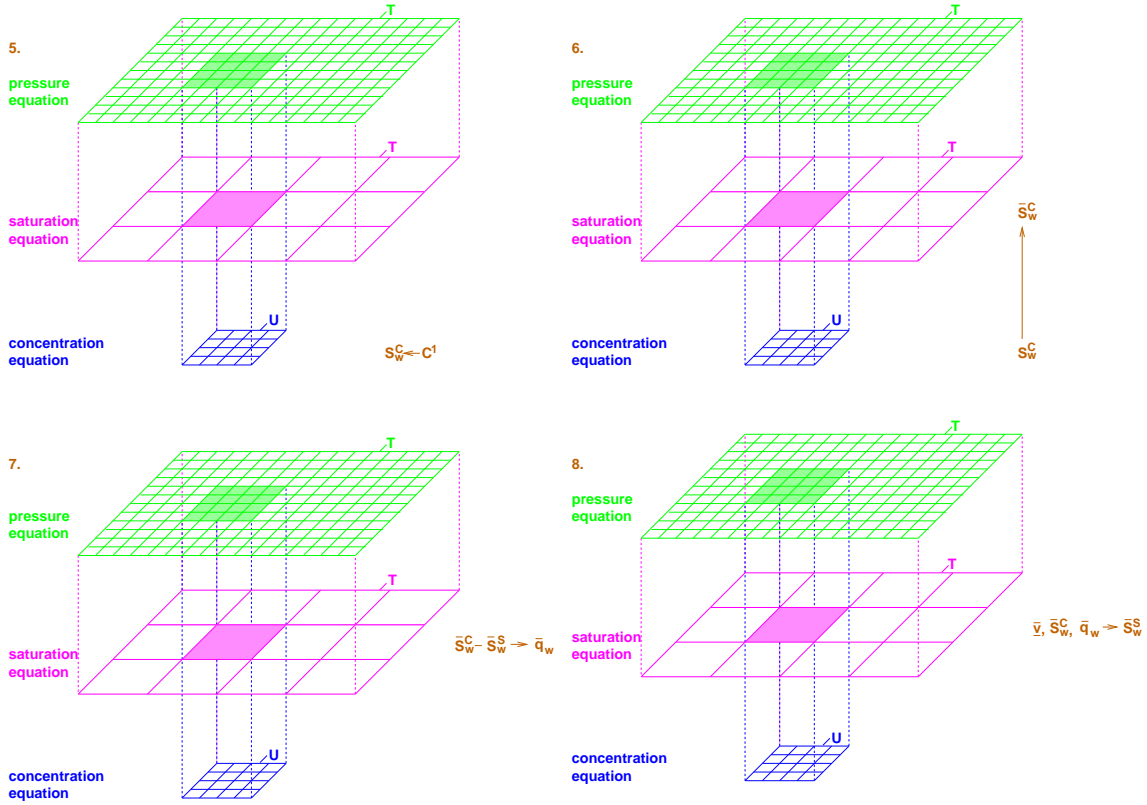 5.
T
pressure
equation
T
saturation
equation
U
concentration
equation
S_w^C ← C^1
6.
T
pressure
equation
T
saturation
equation
S̄_w^C
U
concentration
equation
S_w^C
7.
T
pressure
equation
T
saturation
equation
S̄_w^C – S̄_w^S → q̄_w
U
concentration
equation
8.
T
pressure
equation
T
saturation
equation
v̲̄, S̄_w^C, q̄_w → S̄_w^S
U
concentration
equation